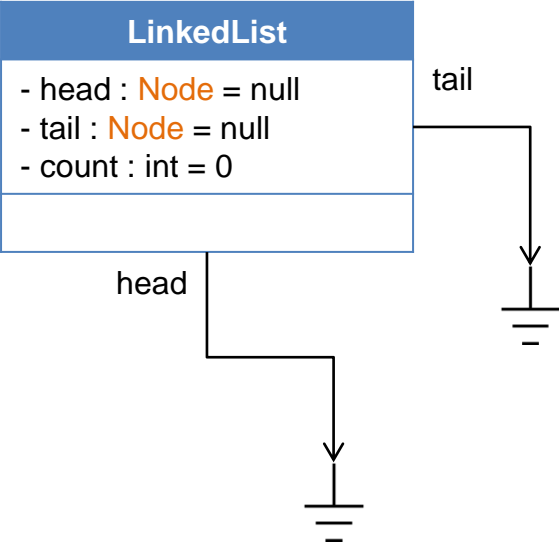 LinkedList
- head : Node = null
- tail : Node = null
- count : int = 0
tail
head